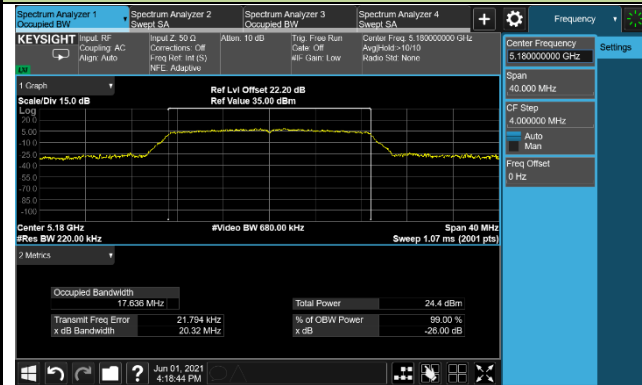 Spectrum Analyzer 1
Occupied BW
Spectrum Analyzer 2
Swept SA
Spectrum Analyzer 3
Occupied BW
Spectrum Analyzer 4
Swept SA
+
Frequency
KEYSIGHT
Input: RF
Coupling: AC
Align: Auto
Input Z: 50 Ω
Corrections: Off
Freq Ref: Int (S)
NFE: Adaptive
Atten: 10 dB
Trig: Free Run
Gate: Off
#IF Gain: Low
Center Freq: 5.180000000 GHz
Avg|Hold:>10/10
Radio Std: None
Center Frequency
5.180000000 GHz
Settings
Span
40.000 MHz
CF Step
4.000000 MHz
Auto
Man
Freq Offset
0 Hz
1 Graph
Scale/Div 15.0 dB
Ref Lvl Offset 22.20 dB
Ref Value 35.00 dBm
Log
20.0
5.00
-10.0
-25.0
-40.0
-55.0
-70.0
-85.0
-100
Center 5.18 GHz
#Res BW 220.00 kHz
#Video BW 680.00 kHz
Span 40 MHz
Sweep 1.07 ms (2001 pts)
2 Metrics
Occupied Bandwidth
17.636 MHz
Total Power 24.4 dBm
Transmit Freq Error 21.794 kHz
% of OBW Power 99.00 %
x dB Bandwidth 20.32 MHz
x dB -26.00 dB
?
Jun 01, 2021
4:18:44 PM